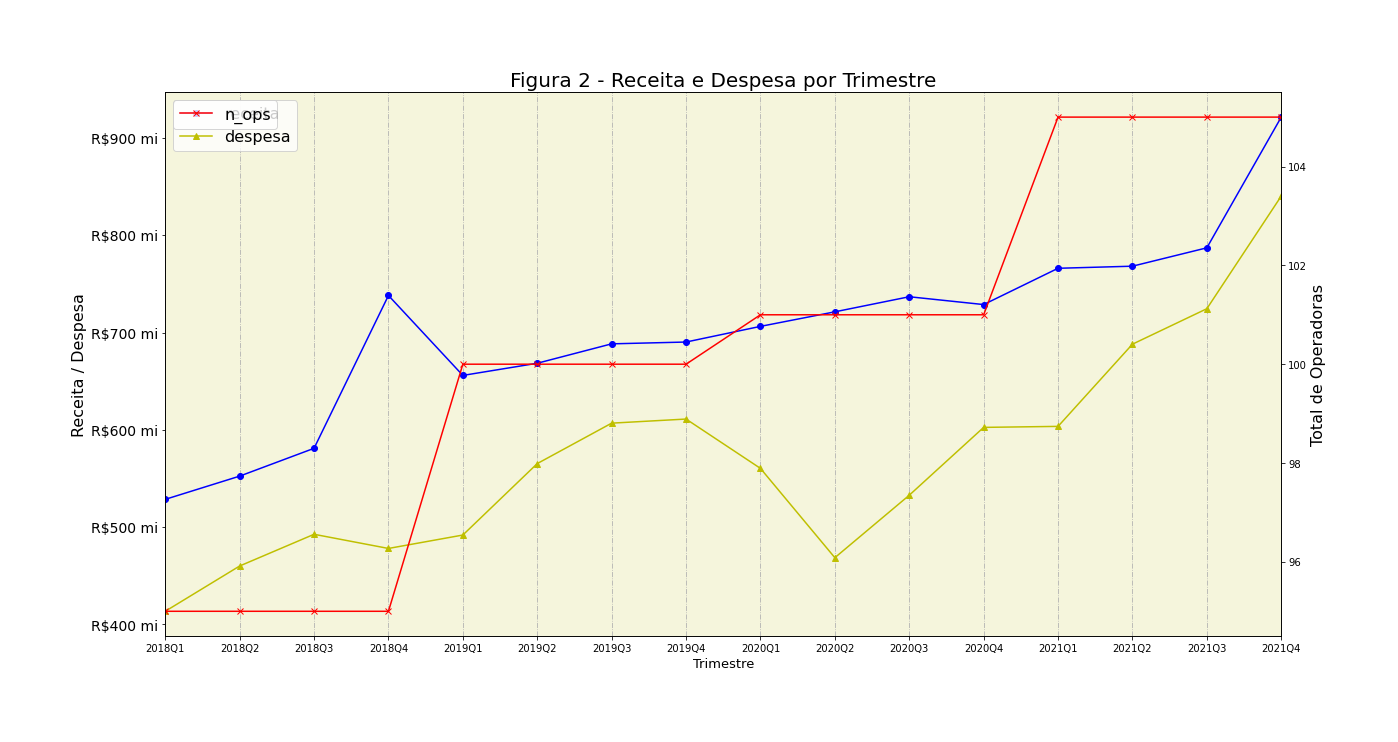 Figura 2 - Receita e Despesa por Trimestre
n_ops
receita
despesa
R$900 mi
R$800 mi
R$700 mi
R$600 mi
R$500 mi
R$400 mi
Receita / Despesa
104
102
100
98
96
Total de Operadoras
2018Q1 2018Q2 2018Q3 2018Q4 2019Q1 2019Q2 2019Q3 2019Q4 2020Q1 2020Q2 2020Q3 2020Q4 2021Q1 2021Q2 2021Q3 2021Q4
Trimestre